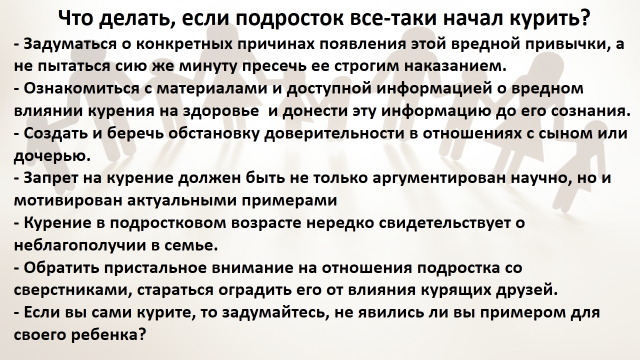 Что делать, если подросток все-таки начал курить?
- Задуматься о конкретных причинах появления этой вредной привычки, а
не пытаться сию же минуту пресечь ее строгим наказанием.
- Ознакомиться с материалами и доступной информацией о вредном
влиянии курения на здоровье  и донести эту информацию до его сознания.
- Создать и беречь обстановку доверительности в отношениях с сыном или
дочерью.
- Запрет на курение должен быть не только аргументирован научно, но и
мотивирован актуальными примерами
- Курение в подростковом возрасте нередко свидетельствует о
неблагополучии в семье.
- Обратить пристальное внимание на отношения подростка со
сверстниками, стараться оградить его от влияния курящих друзей.
- Если вы сами курите, то задумайтесь, не явились ли вы примером для
своего ребенка?